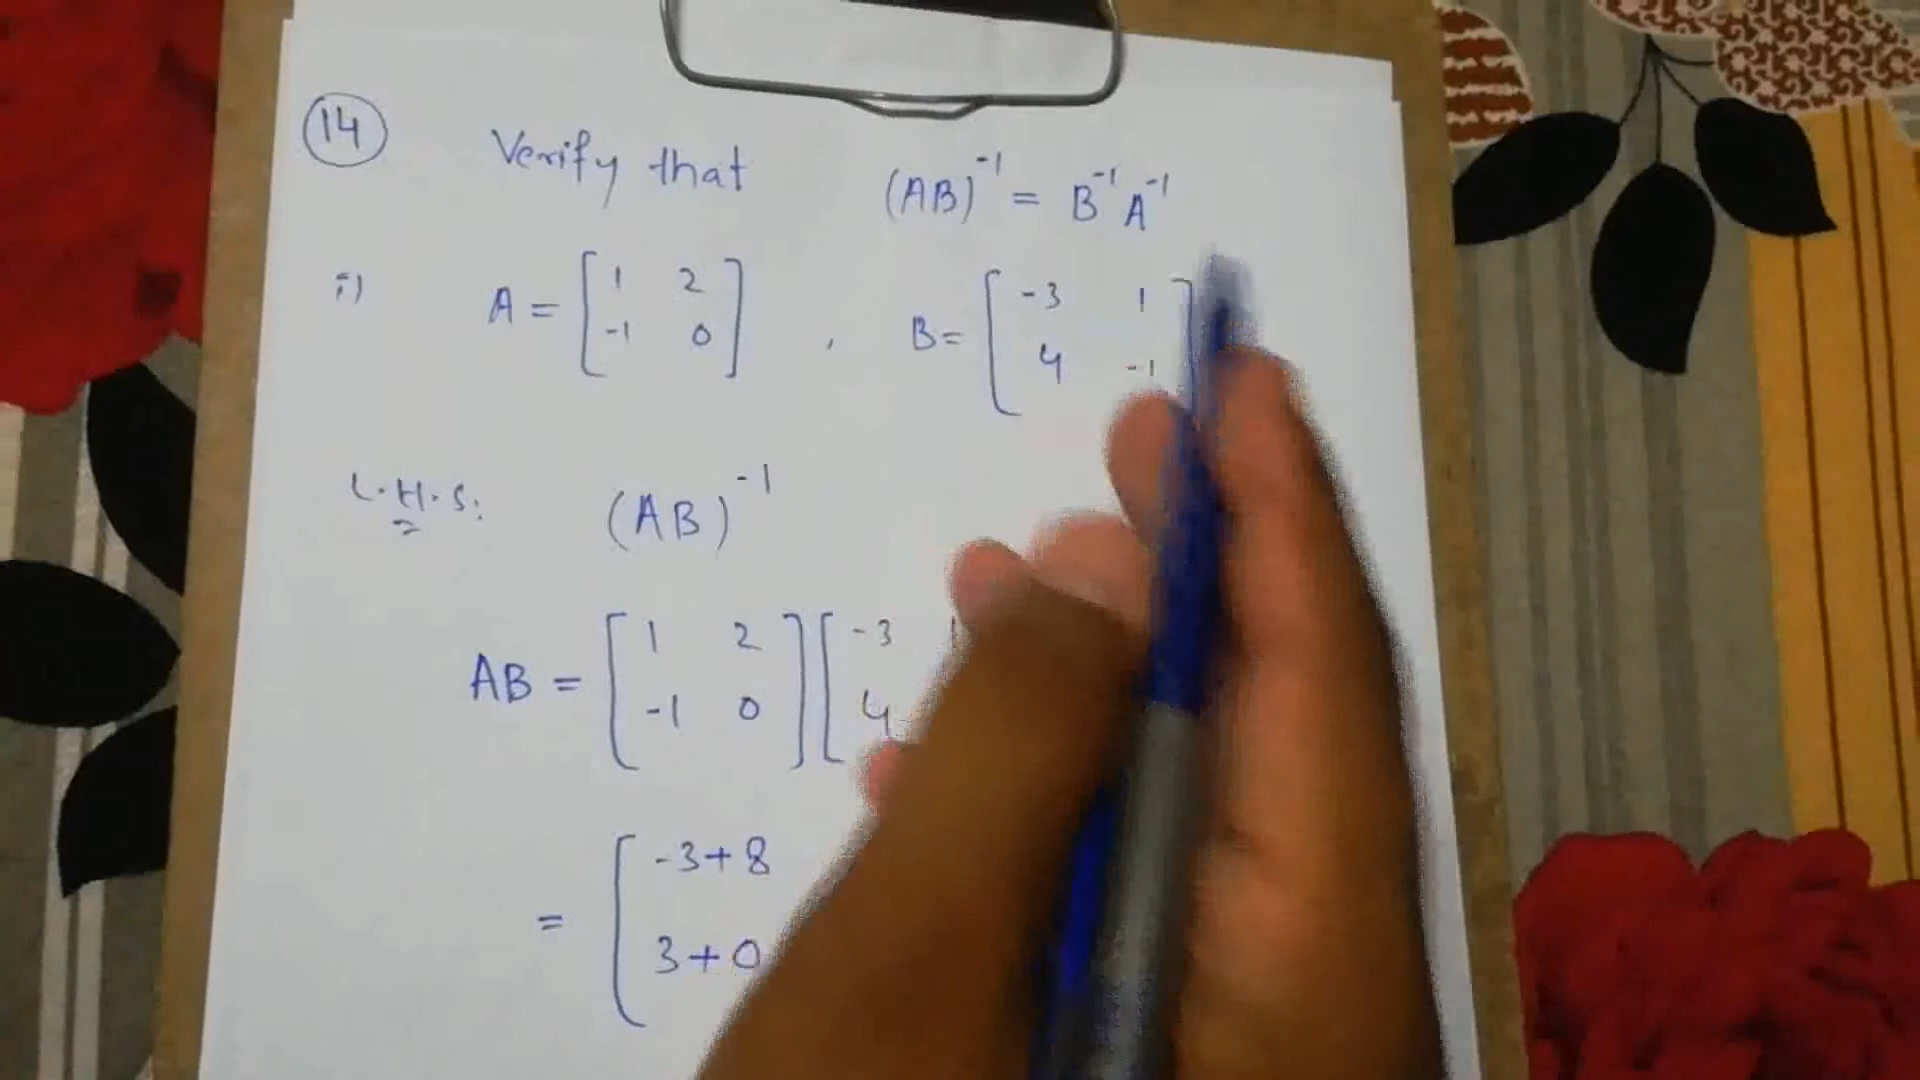 14 Verify that (AB)⁻¹ = B⁻¹ A⁻¹
i) A = [1 2
-1 0] , B = [-3 1
4 -1]
L.H.S: (AB)⁻¹
AB = [1 2
-1 0] [-3 1
4
= [-3+8
3+0